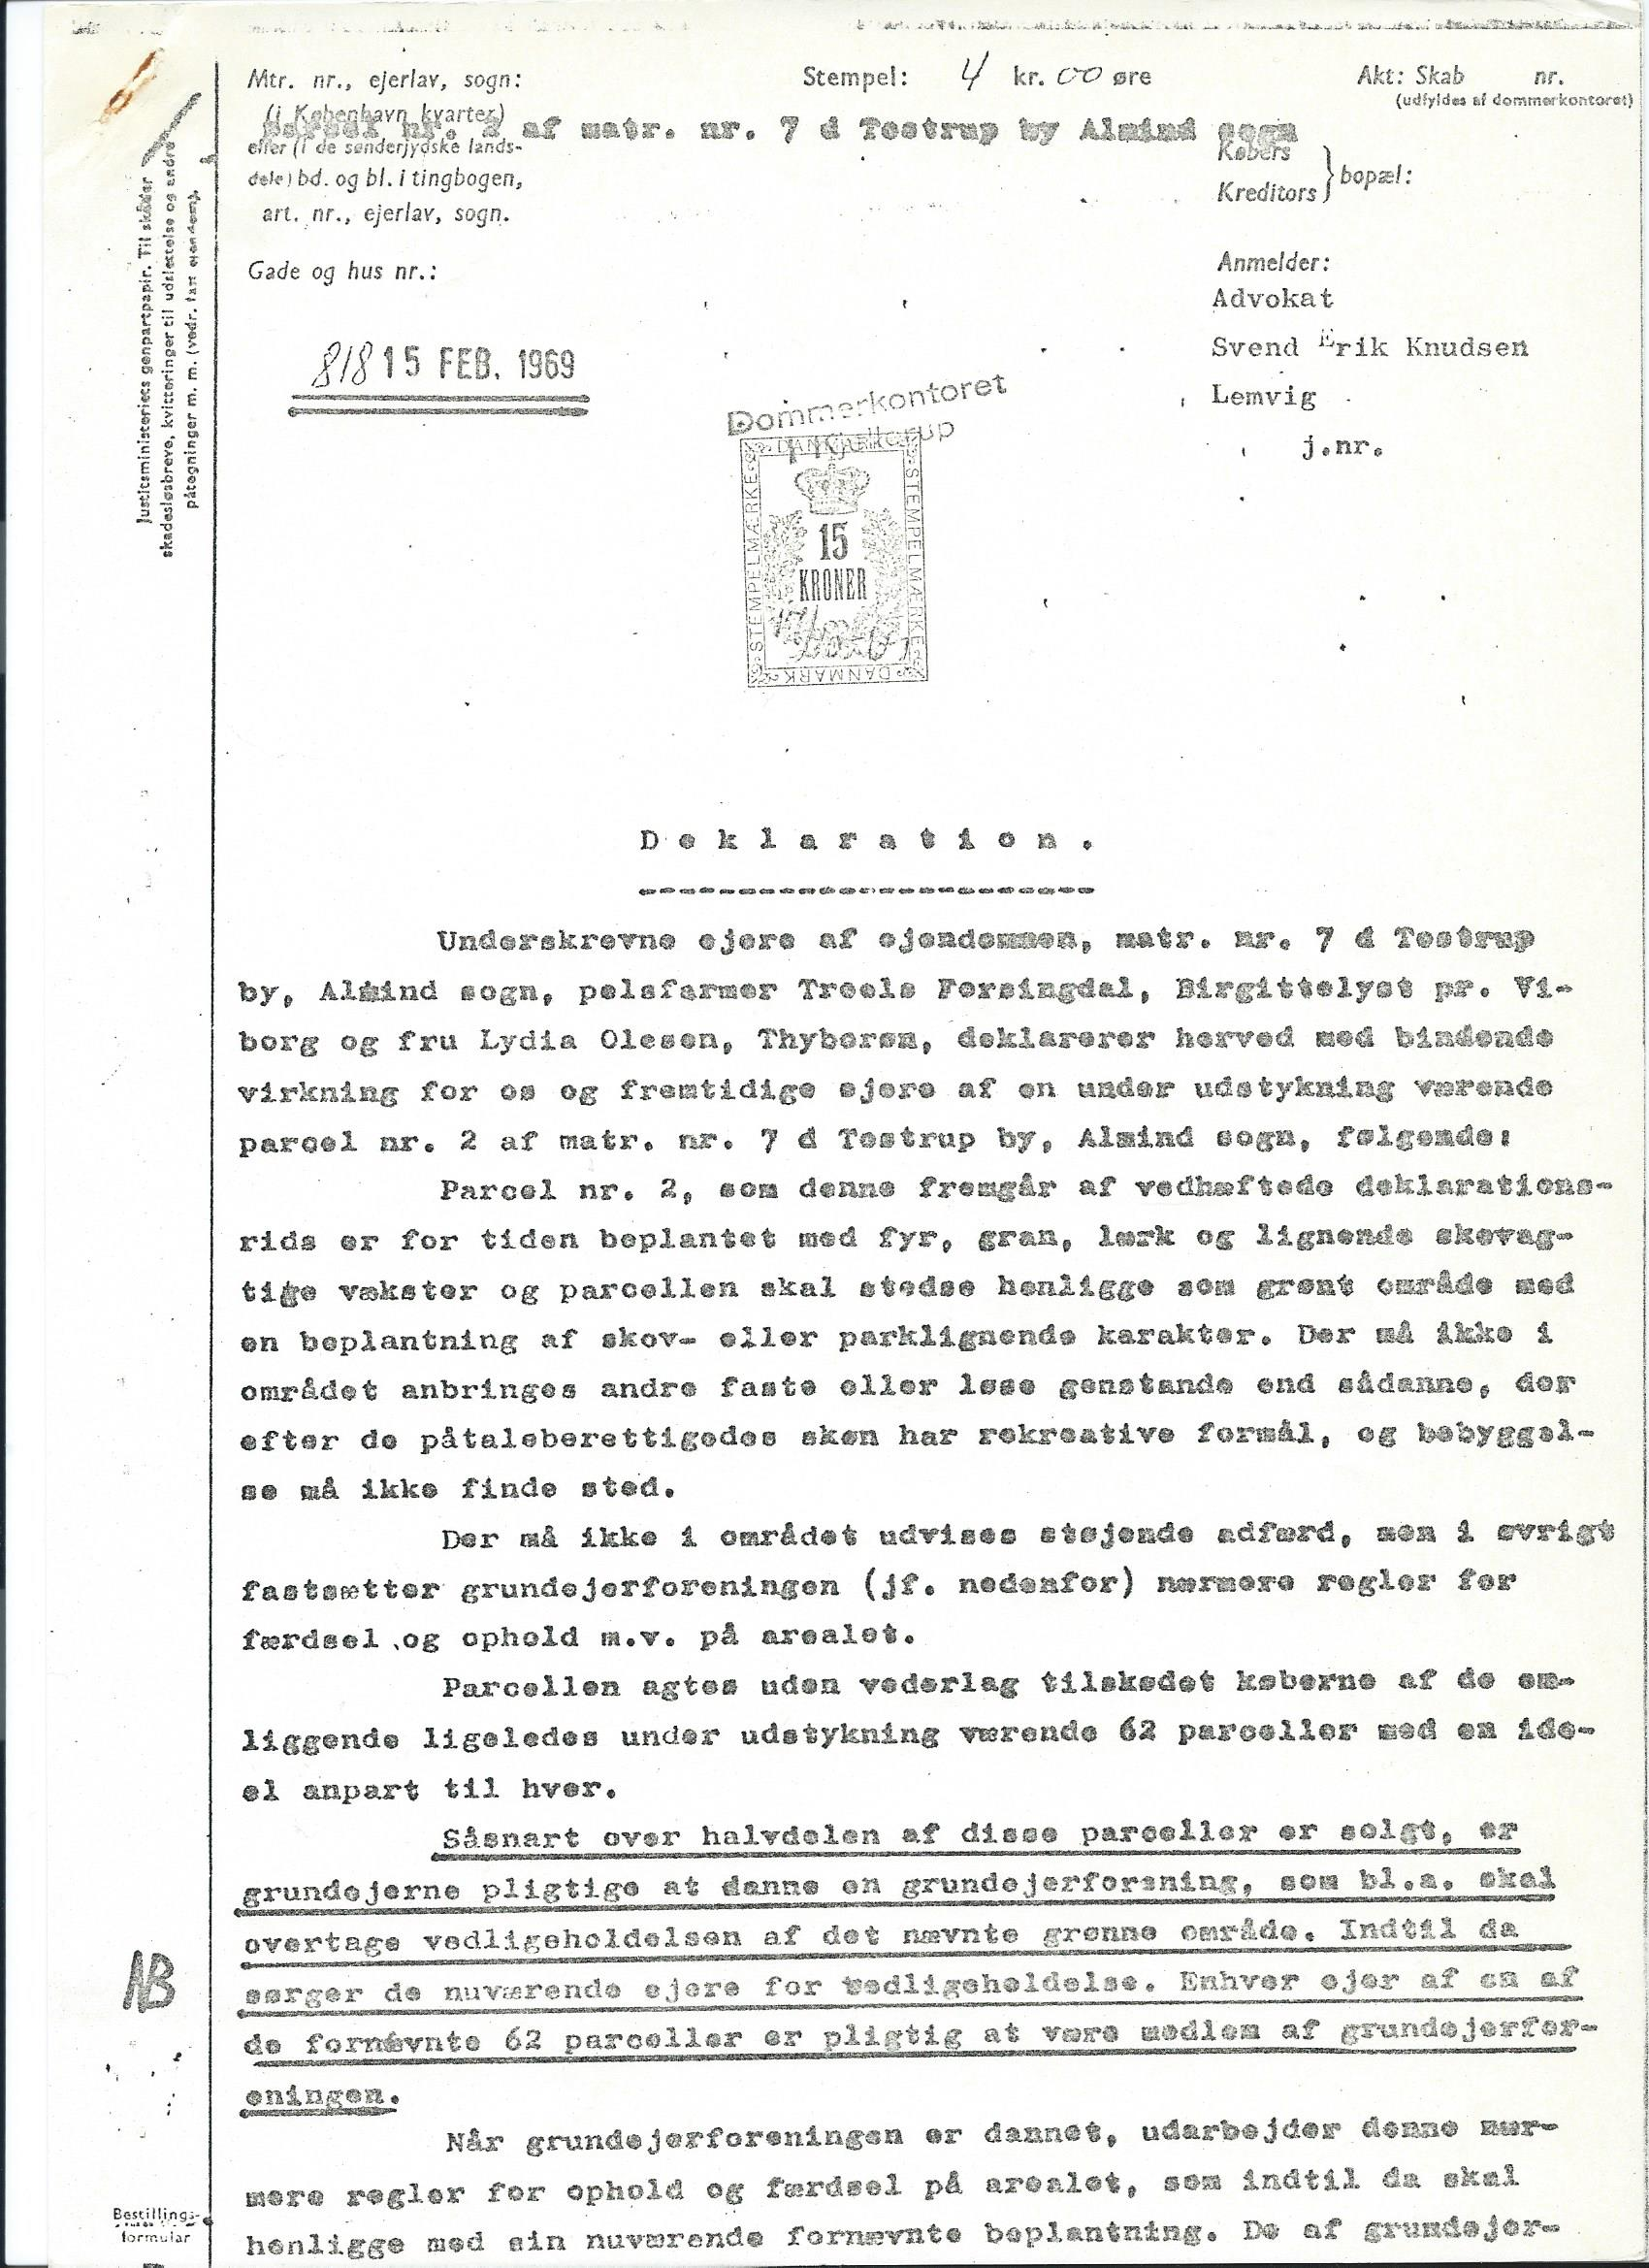 Mtr. nr., ejerlav, sogn:
(i København kvarter)
eller (i de sønderjydske lands-
dele) bd. og bl. i tingbogen,
art. nr., ejerlav, sogn.
Parcel nr. 2 af matr. nr. 7 d Testrup by Almind sogn
Gade og hus nr.:
Stempel: 4 kr. 00 øre
Akt: Skab nr.
(udfyldes af dommerkontoret)
Købers
Kreditors
} bopæl:
Anmelder:
Advokat
Svend Erik Knudsen
Lemvig
j.nr.
Justitsministeriets genpartpapir. Til skøder
skadesløsbreve, kvitteringer til udslettelse og andre
påtegninger m. m. (vedr. fast ejendom).
818 15 FEB. 1969
Dommerkontoret
i Kjellerup
DANMARK
STEMPELMÆRKE
STEMPELMÆRKE
15
KRONER
DANMARK
Deklaration.
Underskrevne ejere af ejendommen, matr. nr. 7 d Testrup
by, Almind sogn, pelsfarmer Troels Forsingdal, Birgittelyst pr. Vi-
borg og fru Lydia Olesen, Thyborøn, deklarerer herved med bindende
virkning for os og fremtidige ejere af en under udstykning værende
parcel nr. 2 af matr. nr. 7 d Testrup by, Almind sogn, følgende:
Parcel nr. 2, som denne fremgår af vedhæftede deklarations-
rids er for tiden beplantet med fyr, gran, lærk og lignende skovag-
tige vækster og parcellen skal stedse henligge som grønt område med
en beplantning af skov- eller parklignende karakter. Der må ikke i
området anbringes andre faste eller løse genstande end sådanne, der
efter de påtaleberettigedes skøn har rekreative formål, og bebyggel-
se må ikke finde sted.
Der må ikke i området udvises støjende adfærd, men i øvrigt
fastsætter grundejerforeningen (jf. nedenfor) nærmere regler for
færdsel og ophold m.v. på arealet.
Parcellen agtes uden vederlag tilskødet køberne af de om-
liggende ligeledes under udstykning værende 62 parceller med en ide-
el anpart til hver.
Såsnart over halvdelen af disse parceller er solgt, er
grundejerne pligtige at danne en grundejerforening, som bl.a. skal
overtage vedligeholdelsen af det nævnte grønne område. Indtil da
sørger de nuværende ejere for vedligeholdelse. Enhver ejer af en af
de fornævnte 62 parceller er pligtig at være medlem af grundejerfor-
eningen.
NB
Når grundejerforeningen er dannet, udarbejder denne nær-
mere regler for ophold og færdsel på arealet, som indtil da skal
henligge med sin nuværende fornævnte beplantning. De af grundejer-
Bestillings-
formular